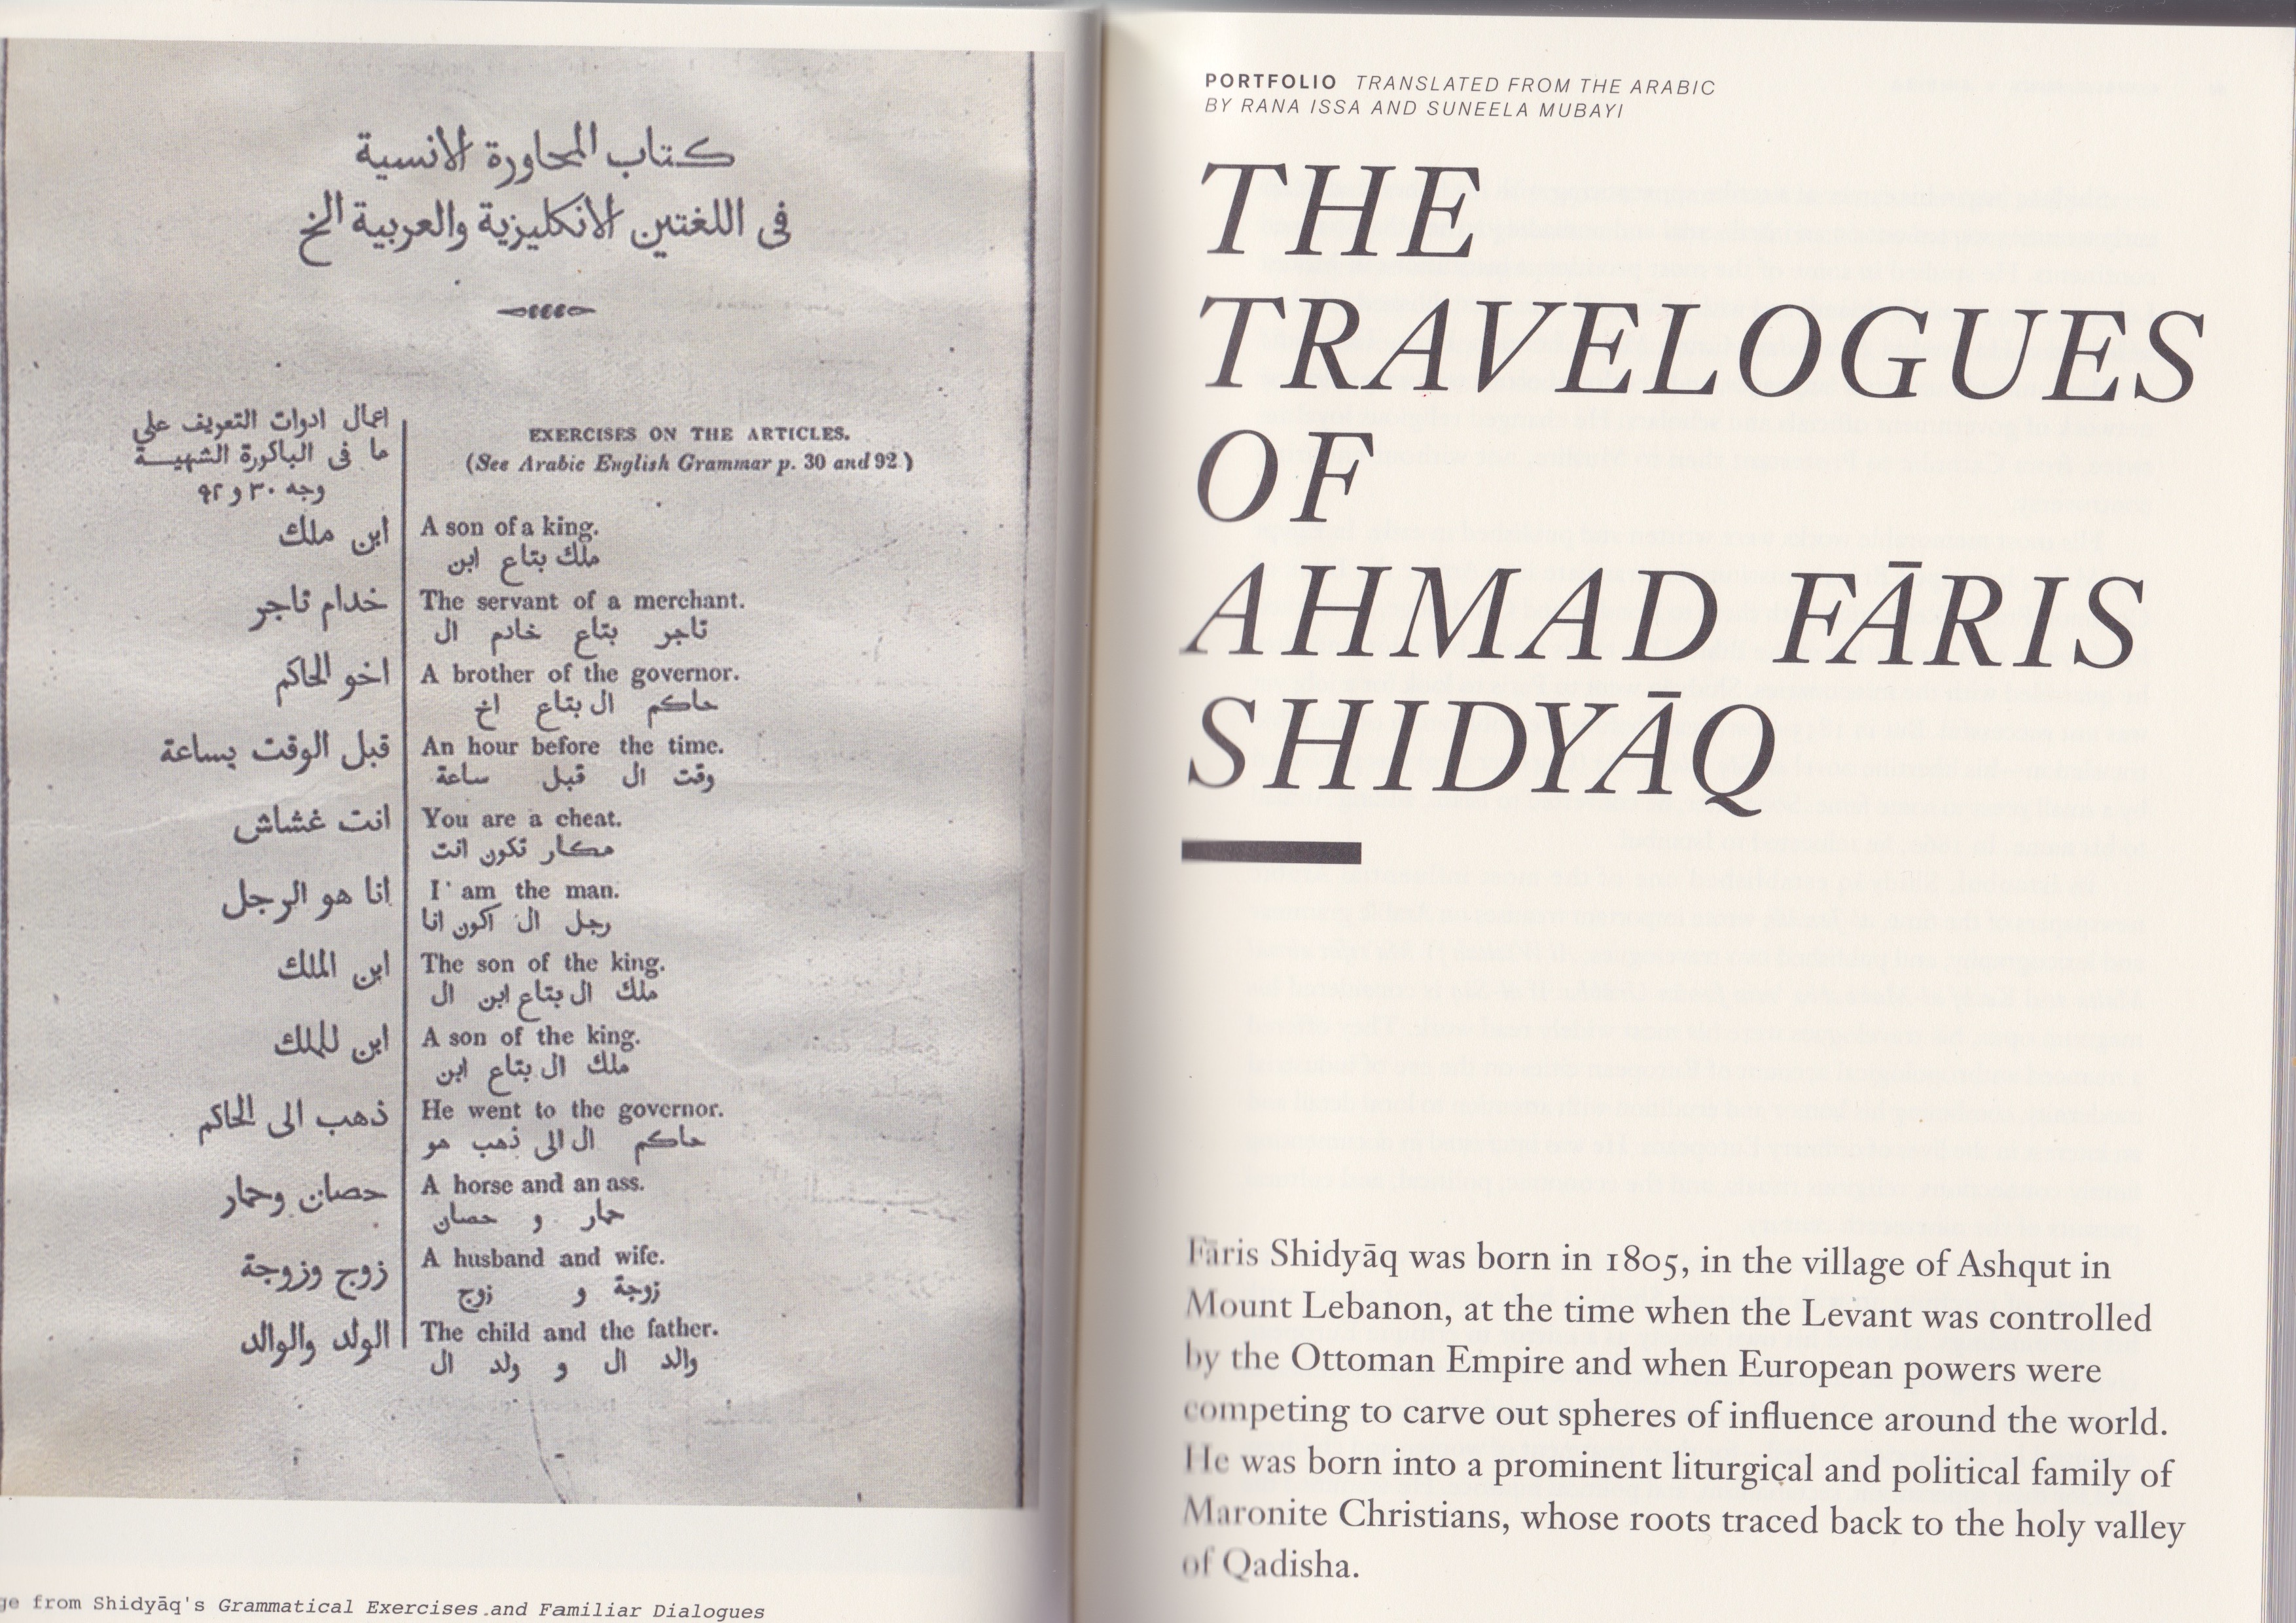 كتاب المحاورة الانسية
فى اللغتين الانكليزية والعربية الخ
اعمال ادوات التعريف على
ما فى الباكورة الشهيـــة
وجه ٣٠ و ٩٢
EXERCISES ON THE ARTICLES.
(See Arabic English Grammar p. 30 and 92.)
ابن ملك
A son of a king.
ملك بتاع ابن
خدام تاجر
The servant of a merchant.
تاجر بتاع خادم ال
اخو الحاكم
A brother of the governor.
حاكم ال بتاع اخ
قبل الوقت بساعة
An hour before the time.
وقت ال قبل ساعة
انت غشاش
You are a cheat.
مكار تكون انت
انا هو الرجل
I am the man.
رجل ال اكون انا
ابن الملك
The son of the king.
ملك ال بتاع ابن ال
ابن للملك
A son of the king.
ملك ال بتاع ابن
ذهب الى الحاكم
He went to the governor.
حاكم ال الى ذهب هو
حصان وحمار
A horse and an ass.
حمار و حصان
زوج وزوجة
A husband and wife.
زوجة و زوج
الولد والوالد
The child and the father.
والد ال و ولد ال
ge from Shidyāq's Grammatical Exercises and Familiar Dialogues
PORTFOLIO TRANSLATED FROM THE ARABIC
BY RANA ISSA AND SUNEELA MUBAYI
THE
TRAVELOGUES
OF
AHMAD FĀRIS
SHIDYĀQ
Fāris Shidyāq was born in 1805, in the village of Ashqut in
Mount Lebanon, at the time when the Levant was controlled
by the Ottoman Empire and when European powers were
competing to carve out spheres of influence around the world.
He was born into a prominent liturgical and political family of
Maronite Christians, whose roots traced back to the holy valley
of Qadisha.